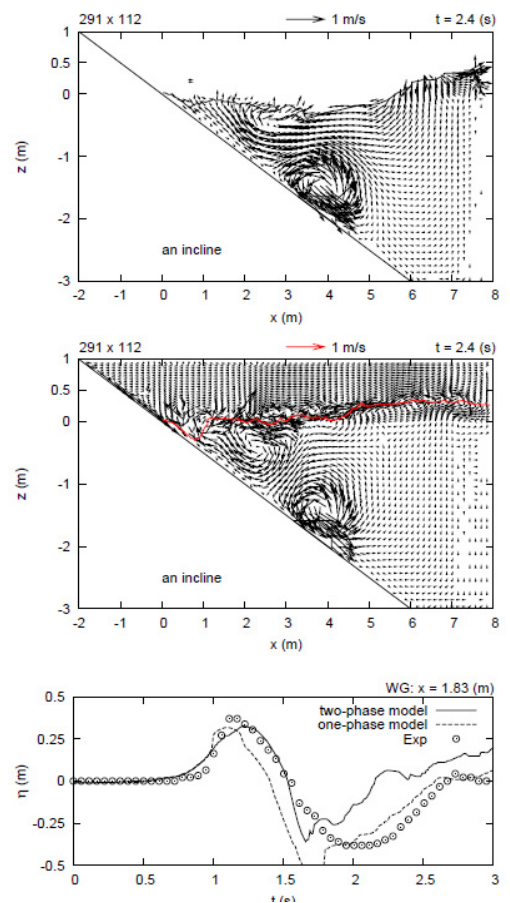 291 x 112 1 m/s t = 2.4 (s)
1
0
-1
-2
-3
z (m)
an incline
-2 -1 0 1 2 3 4 5 6 7 8
x (m)
291 x 112 1 m/s t = 2.4 (s)
1
0.5
0
-1
-2
-3
z (m)
an incline
-2 -1 0 1 2 3 4 5 6 7 8
x (m)
WG: x = 1.83 (m)
0.5
0.25
0
-0.25
-0.5
η (m)
two-phase model
one-phase model
Exp
0 0.5 1 1.5 2 2.5 3
t (s)